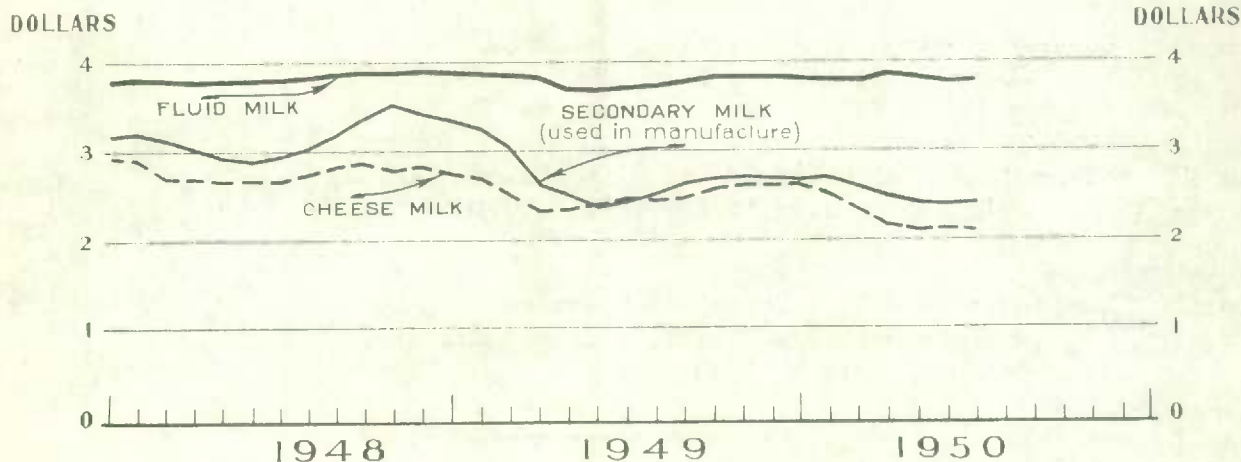 DOLLARS DOLLARS
4 4
FLUID MILK
SECONDARY MILK
(used in manufacture)
3 3
CHEESE MILK
2 2
1 1
0 0
1948 1949 1950